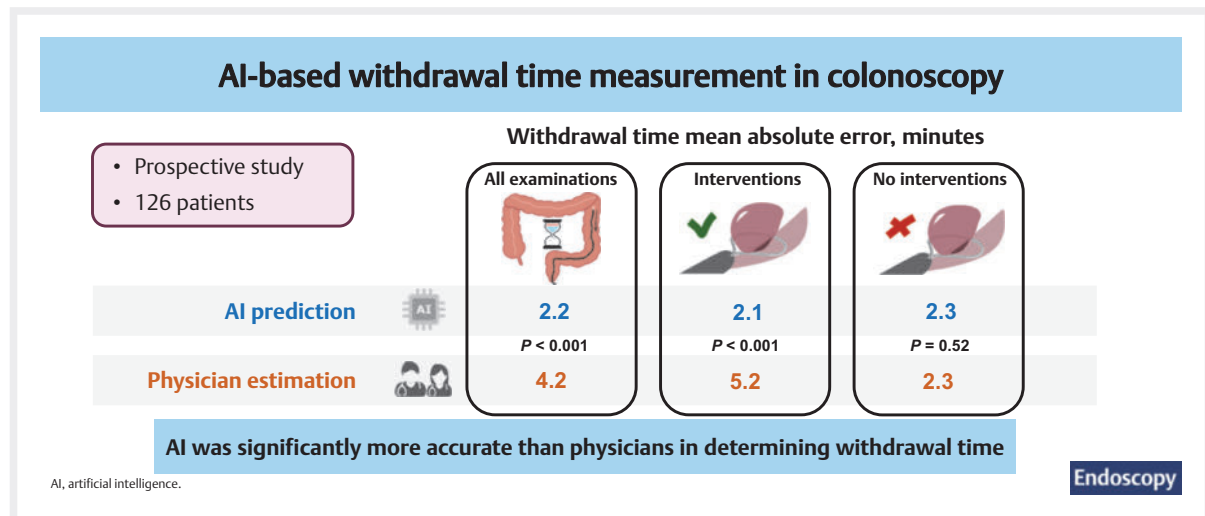 AI-based withdrawal time measurement in colonoscopy
• Prospective study
• 126 patients
Withdrawal time mean absolute error, minutes
All examinations
Interventions
No interventions
AI prediction
AI
2.2
2.1
2.3
P < 0.001
P < 0.001
P = 0.52
Physician estimation
4.2
5.2
2.3
AI was significantly more accurate than physicians in determining withdrawal time
AI, artificial intelligence.
Endoscopy